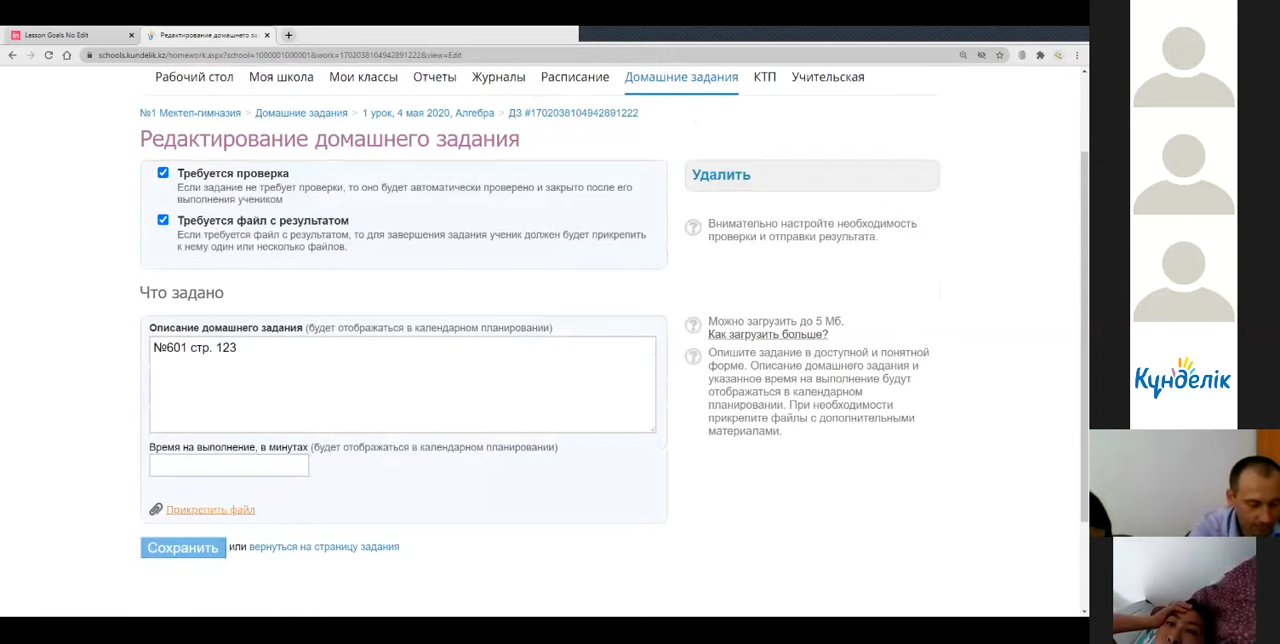 Lesson Goals No Edit
Редактирование домашнего за
schools.kundelik.kz/homework.aspx?school=1000001000001&work=1702038104942891222&view=Edit
Рабочий стол Моя школа Мои классы Отчеты Журналы Расписание Домашние задания КТП Учительская
№1 Мектеп-гимназия > Домашние задания > 1 урок, 4 мая 2020, Алгебра > ДЗ #1702038104942891222
Редактирование домашнего задания
Требуется проверка
Если задание не требует проверки, то оно будет автоматически проверено и закрыто после его
выполнения учеником
Требуется файл с результатом
Если требуется файл с результатом, то для завершения задания ученик должен будет прикрепить
к нему один или несколько файлов.
Удалить
Внимательно настройте необходимость
проверки и отправки результата.
Что задано
Описание домашнего задания (будет отображаться в календарном планировании)
№601 стр. 123
Время на выполнение, в минутах (будет отображаться в календарном планировании)
Прикрепить файл
Сохранить или вернуться на страницу задания
Можно загрузить до 5 Мб.
Как загрузить больше?
Опишите задание в доступной и понятной
форме. Описание домашнего задания и
указанное время на выполнение будут
отображаться в календарном
планировании. При необходимости
прикрепите файлы с дополнительными
материалами.
Күнделік